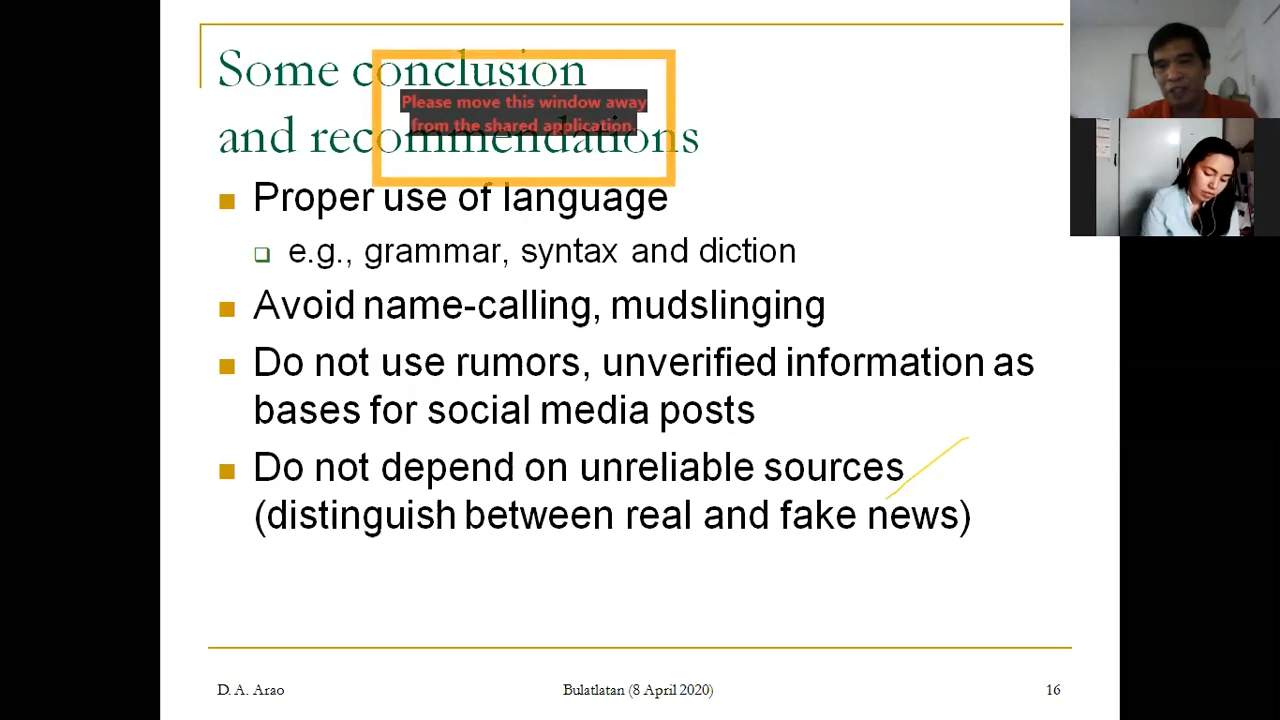 Some conclusion
Please move this window away
from the shared application.
and recommendations
Proper use of language
e.g., grammar, syntax and diction
Avoid name-calling, mudslinging
Do not use rumors, unverified information as
bases for social media posts
Do not depend on unreliable sources
(distinguish between real and fake news)
D. A. Arao
Bulatlatan (8 April 2020)
16